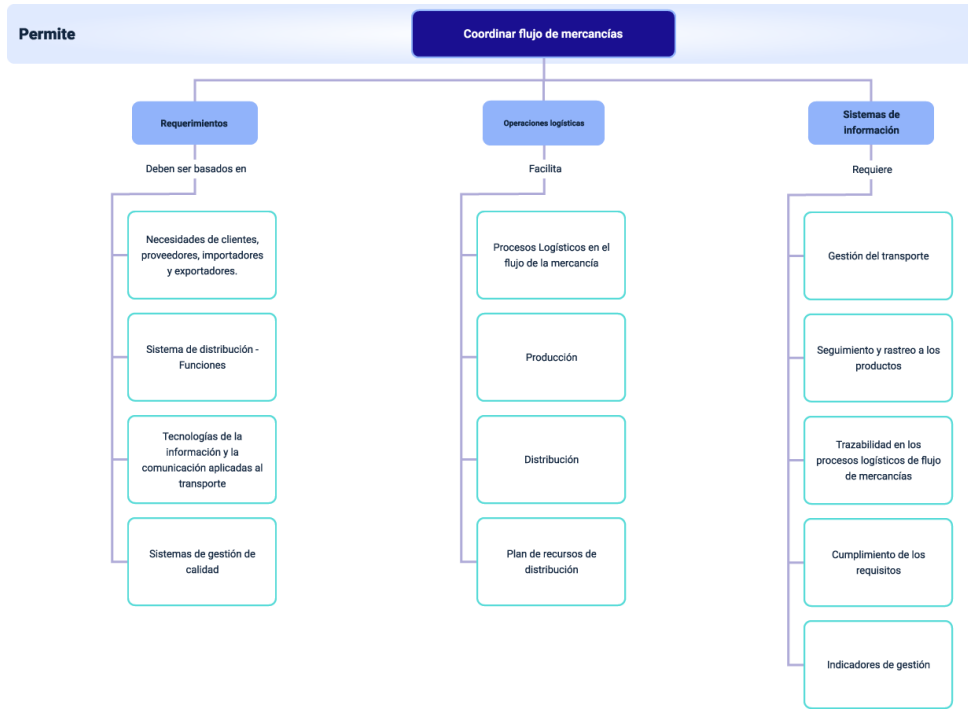 Permite
Coordinar flujo de mercancías
Requerimientos
Deben ser basados en
Necesidades de clientes,
proveedores, importadores
y exportadores.
Sistema de distribución -
Funciones
Tecnologías de la
información y la
comunicación aplicadas al
transporte
Sistemas de gestión de
calidad
Operaciones logísticas
Facilita
Procesos Logísticos en el
flujo de la mercancía
Producción
Distribución
Plan de recursos de
distribución
Sistemas de
información
Requiere
Gestión del transporte
Seguimiento y rastreo a los
productos
Trazabilidad en los
procesos logísticos de flujo
de mercancías
Cumplimiento de los
requisitos
Indicadores de gestión